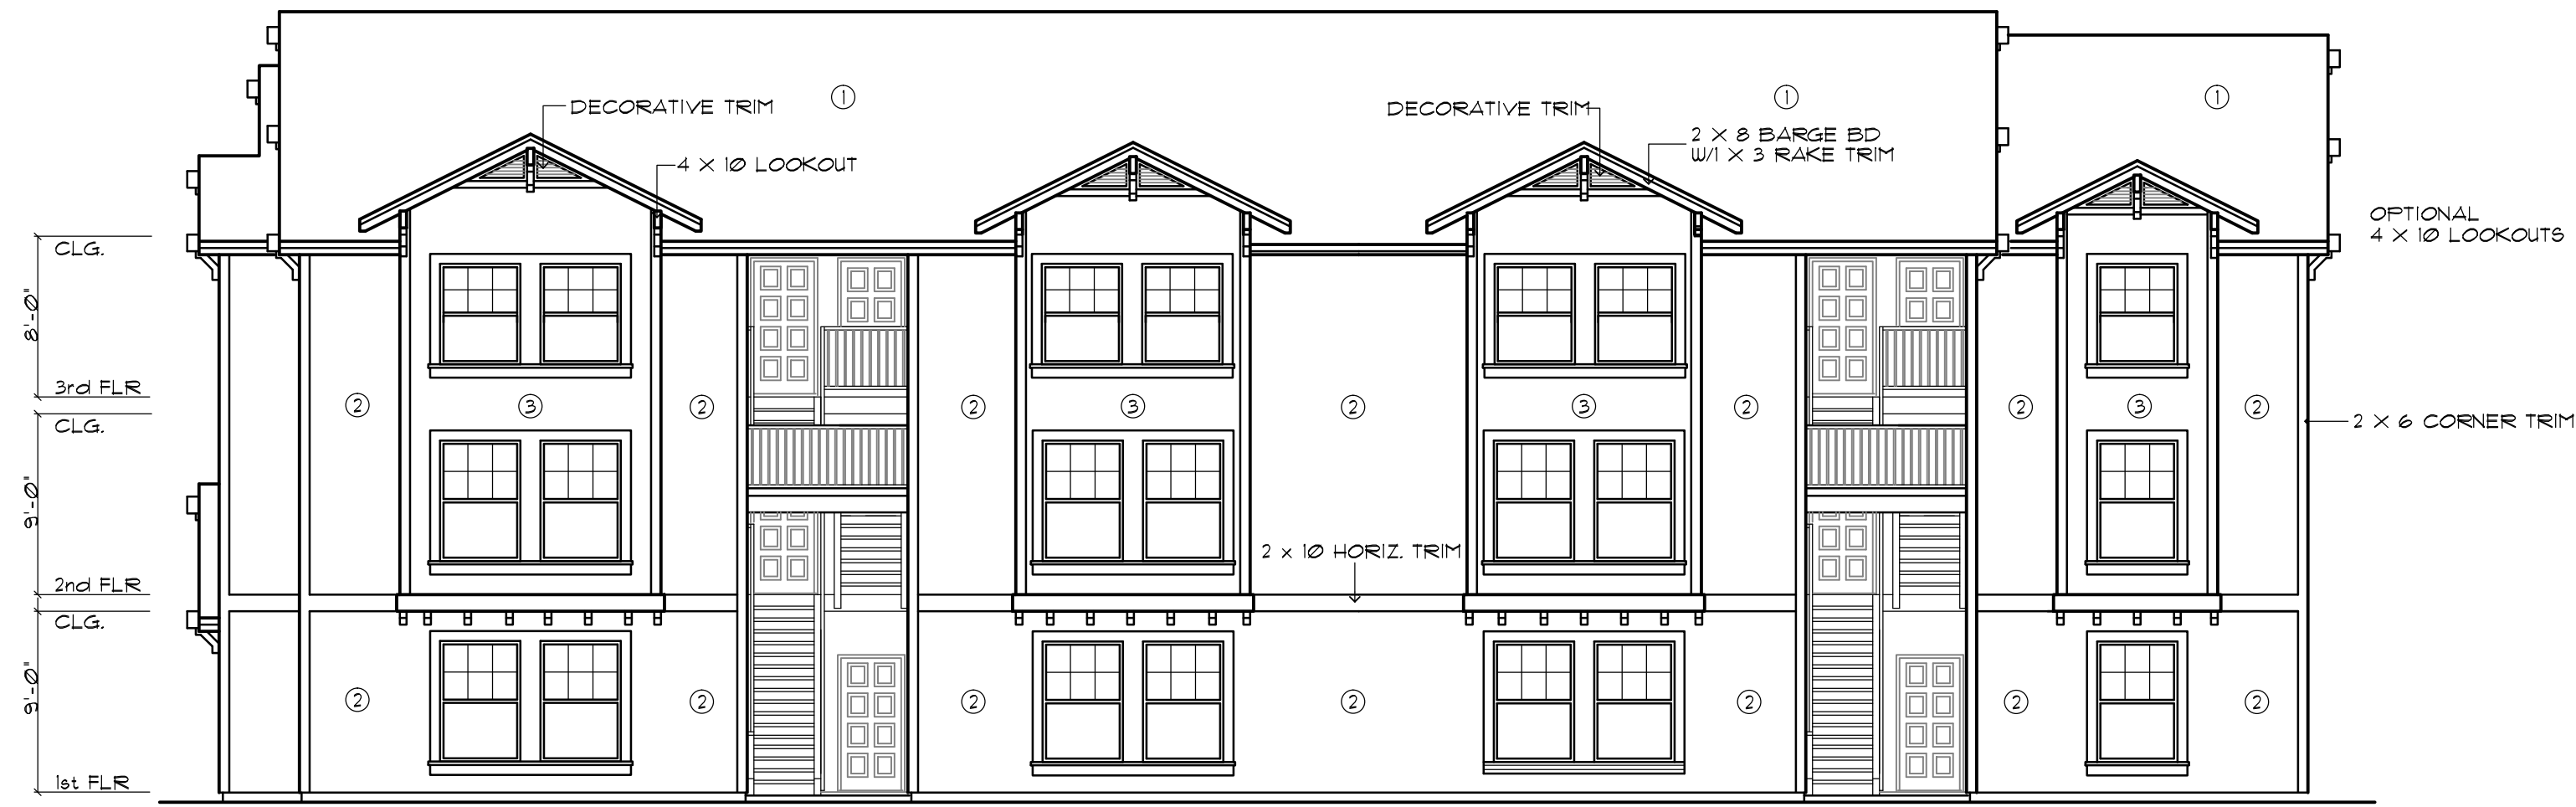 DECORATIVE TRIM
①
4 X 10 LOOKOUT
DECORATIVE TRIM
①
2 X 8 BARGE BD
W/1 X 3 RAKE TRIM
①
OPTIONAL
4 X 10 LOOKOUTS
CLG.
8'-0"
3rd FLR
②
③
②
②
③
②
③
②
②
③
②
2 X 6 CORNER TRIM
CLG.
9'-0"
2nd FLR
2 x 10 HORIZ. TRIM
CLG.
9'-0"
1st FLR
②
②
②
②
②
②
②